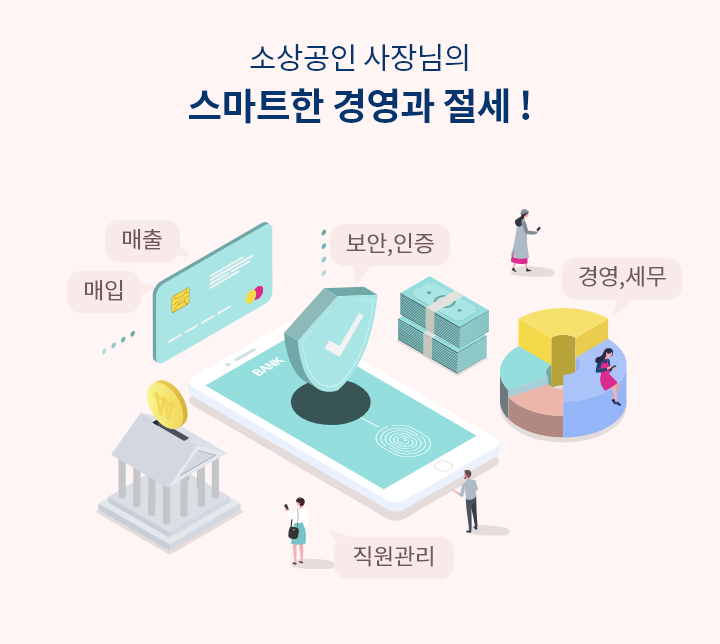 소상공인 사장님의
스마트한 경영과 절세 !
매출
보안,인증
매입
경영,세무
BANK
₩
직원관리